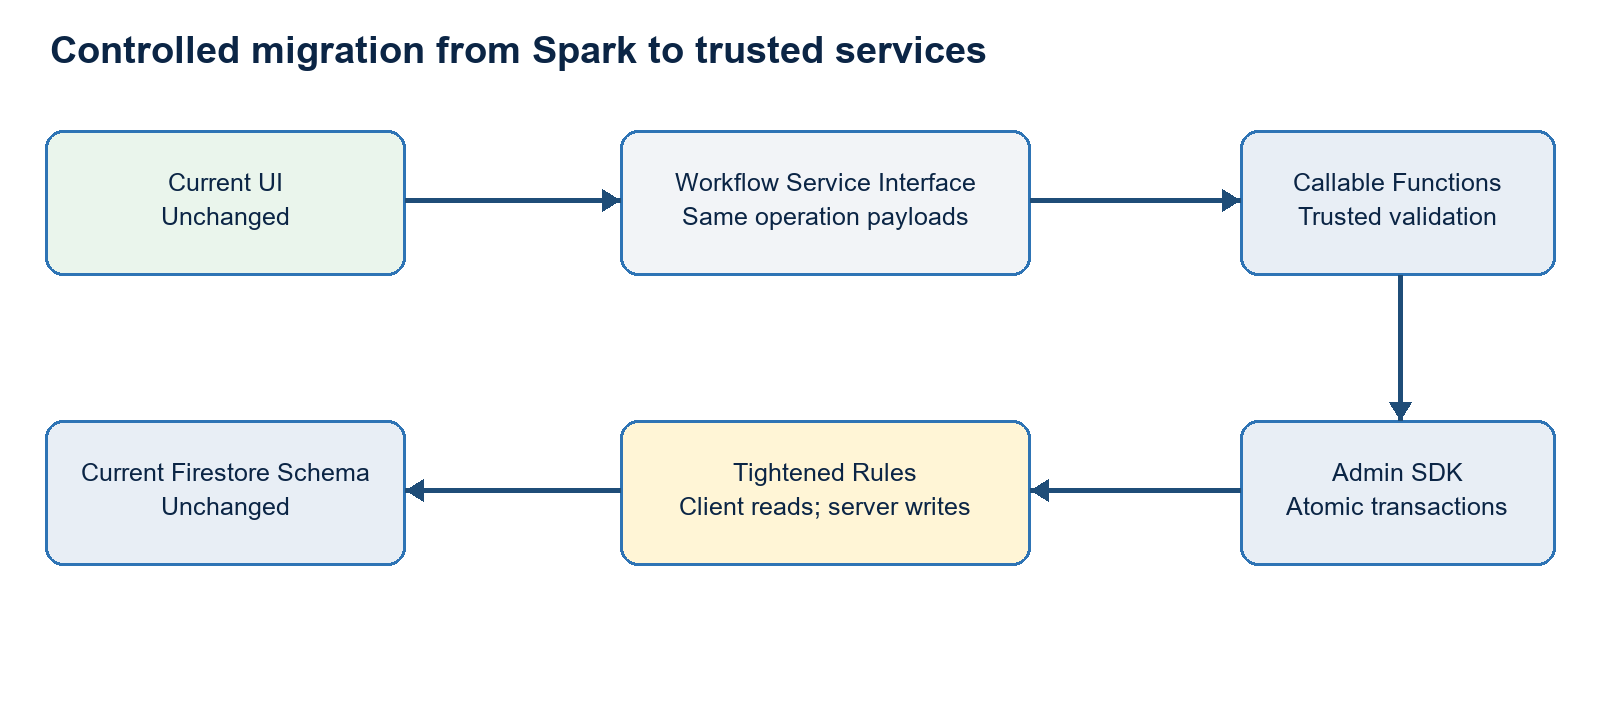 Controlled migration from Spark to trusted services
Current UI
Unchanged
Workflow Service Interface
Same operation payloads
Callable Functions
Trusted validation
Current Firestore Schema
Unchanged
Tightened Rules
Client reads; server writes
Admin SDK
Atomic transactions